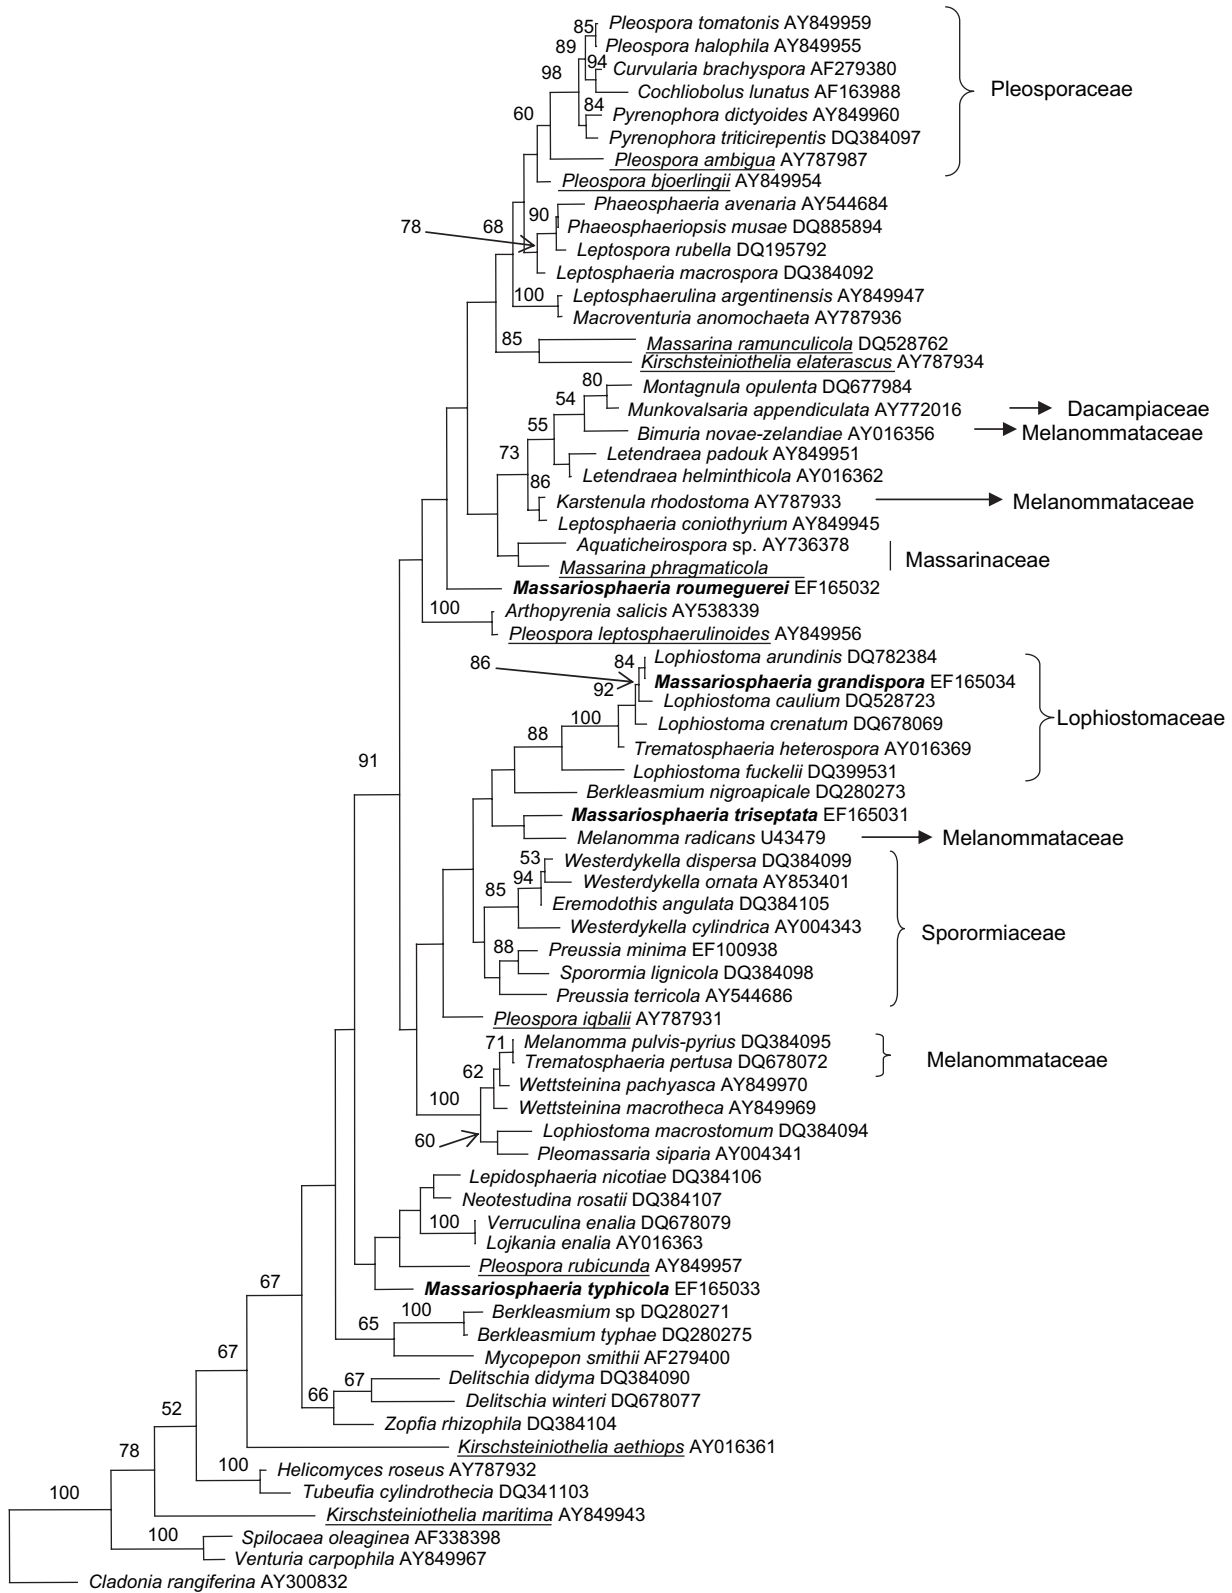 85 Pleospora tomatonis AY849959
89 Pleospora halophila AY849955
94 Curvularia brachyspora AF279380
98 Cochliobolus lunatus AF163988
Pleosporaceae
84 Pyrenophora dictyoides AY849960
60 Pyrenophora triticirepentis DQ384097
Pleospora ambigua AY787987
Pleospora bjoerlingii AY849954
Phaeosphaeria avenaria AY544684
78 68 90 Phaeosphaeriopsis musae DQ885894
Leptospora rubella DQ195792
Leptosphaeria macrospora DQ384092
100 Leptosphaerulina argentinensis AY849947
Macroventuria anomochaeta AY787936
85 Massarina ramunculicola DQ528762
Kirschsteiniothelia elaterascus AY787934
80 Montagnula opulenta DQ677984
54 Munkovalsaria appendiculata AY772016 Dacampiaceae
55 Bimuria novae-zelandiae AY016356 Melanommataceae
73 Letendraea padouk AY849951
Letendraea helminthicola AY016362
86 Karstenula rhodostoma AY787933 Melanommataceae
Leptosphaeria coniothyrium AY849945
Aquaticheirospora sp. AY736378
Massarinaceae
Massarina phragmaticola
Massariosphaeria roumeguerei EF165032
100 Arthopyrenia salicis AY538339
Pleospora leptosphaerulinoides AY849956
86 84 Lophiostoma arundinis DQ782384
92 Massariosphaeria grandispora EF165034
Lophiostoma caulium DQ528723
100 Lophiostoma crenatum DQ678069 Lophiostomaceae
88 Trematosphaeria heterospora AY016369
91 Lophiostoma fuckelii DQ399531
Berkleasmium nigroapicale DQ280273
Massariosphaeria triseptata EF165031
Melanomma radicans U43479 Melanommataceae
53 Westerdykella dispersa DQ384099
94 Westerdykella ornata AY853401
85 Eremodothis angulata DQ384105
Westerdykella cylindrica AY004343 Sporormiaceae
88 Preussia minima EF100938
Sporormia lignicola DQ384098
Preussia terricola AY544686
Pleospora iqbalii AY787931
71 Melanomma pulvis-pyrius DQ384095
Trematosphaeria pertusa DQ678072 Melanommataceae
62 Wettsteinina pachyasca AY849970
100 Wettsteinina macrotheca AY849969
60 Lophiostoma macrostomum DQ384094
Pleomassaria siparia AY004341
Lepidosphaeria nicotiae DQ384106
Neotestudina rosatii DQ384107
100 Verruculina enalia DQ678079
Lojkania enalia AY016363
Pleospora rubicunda AY849957
67 Massariosphaeria typhicola EF165033
100 Berkleasmium sp DQ280271
65 Berkleasmium typhae DQ280275
67 Mycopepon smithii AF279400
67 Delitschia didyma DQ384090
66 Delitschia winteri DQ678077
52 Zopfia rhizophila DQ384104
78 Kirschsteiniothelia aethiops AY016361
100 Helicomyces roseus AY787932
100 Tubeufia cylindrothecia DQ341103
Kirschsteiniothelia maritima AY849943
100 Spilocaea oleaginea AF338398
Venturia carpophila AY849967
Cladonia rangiferina AY300832